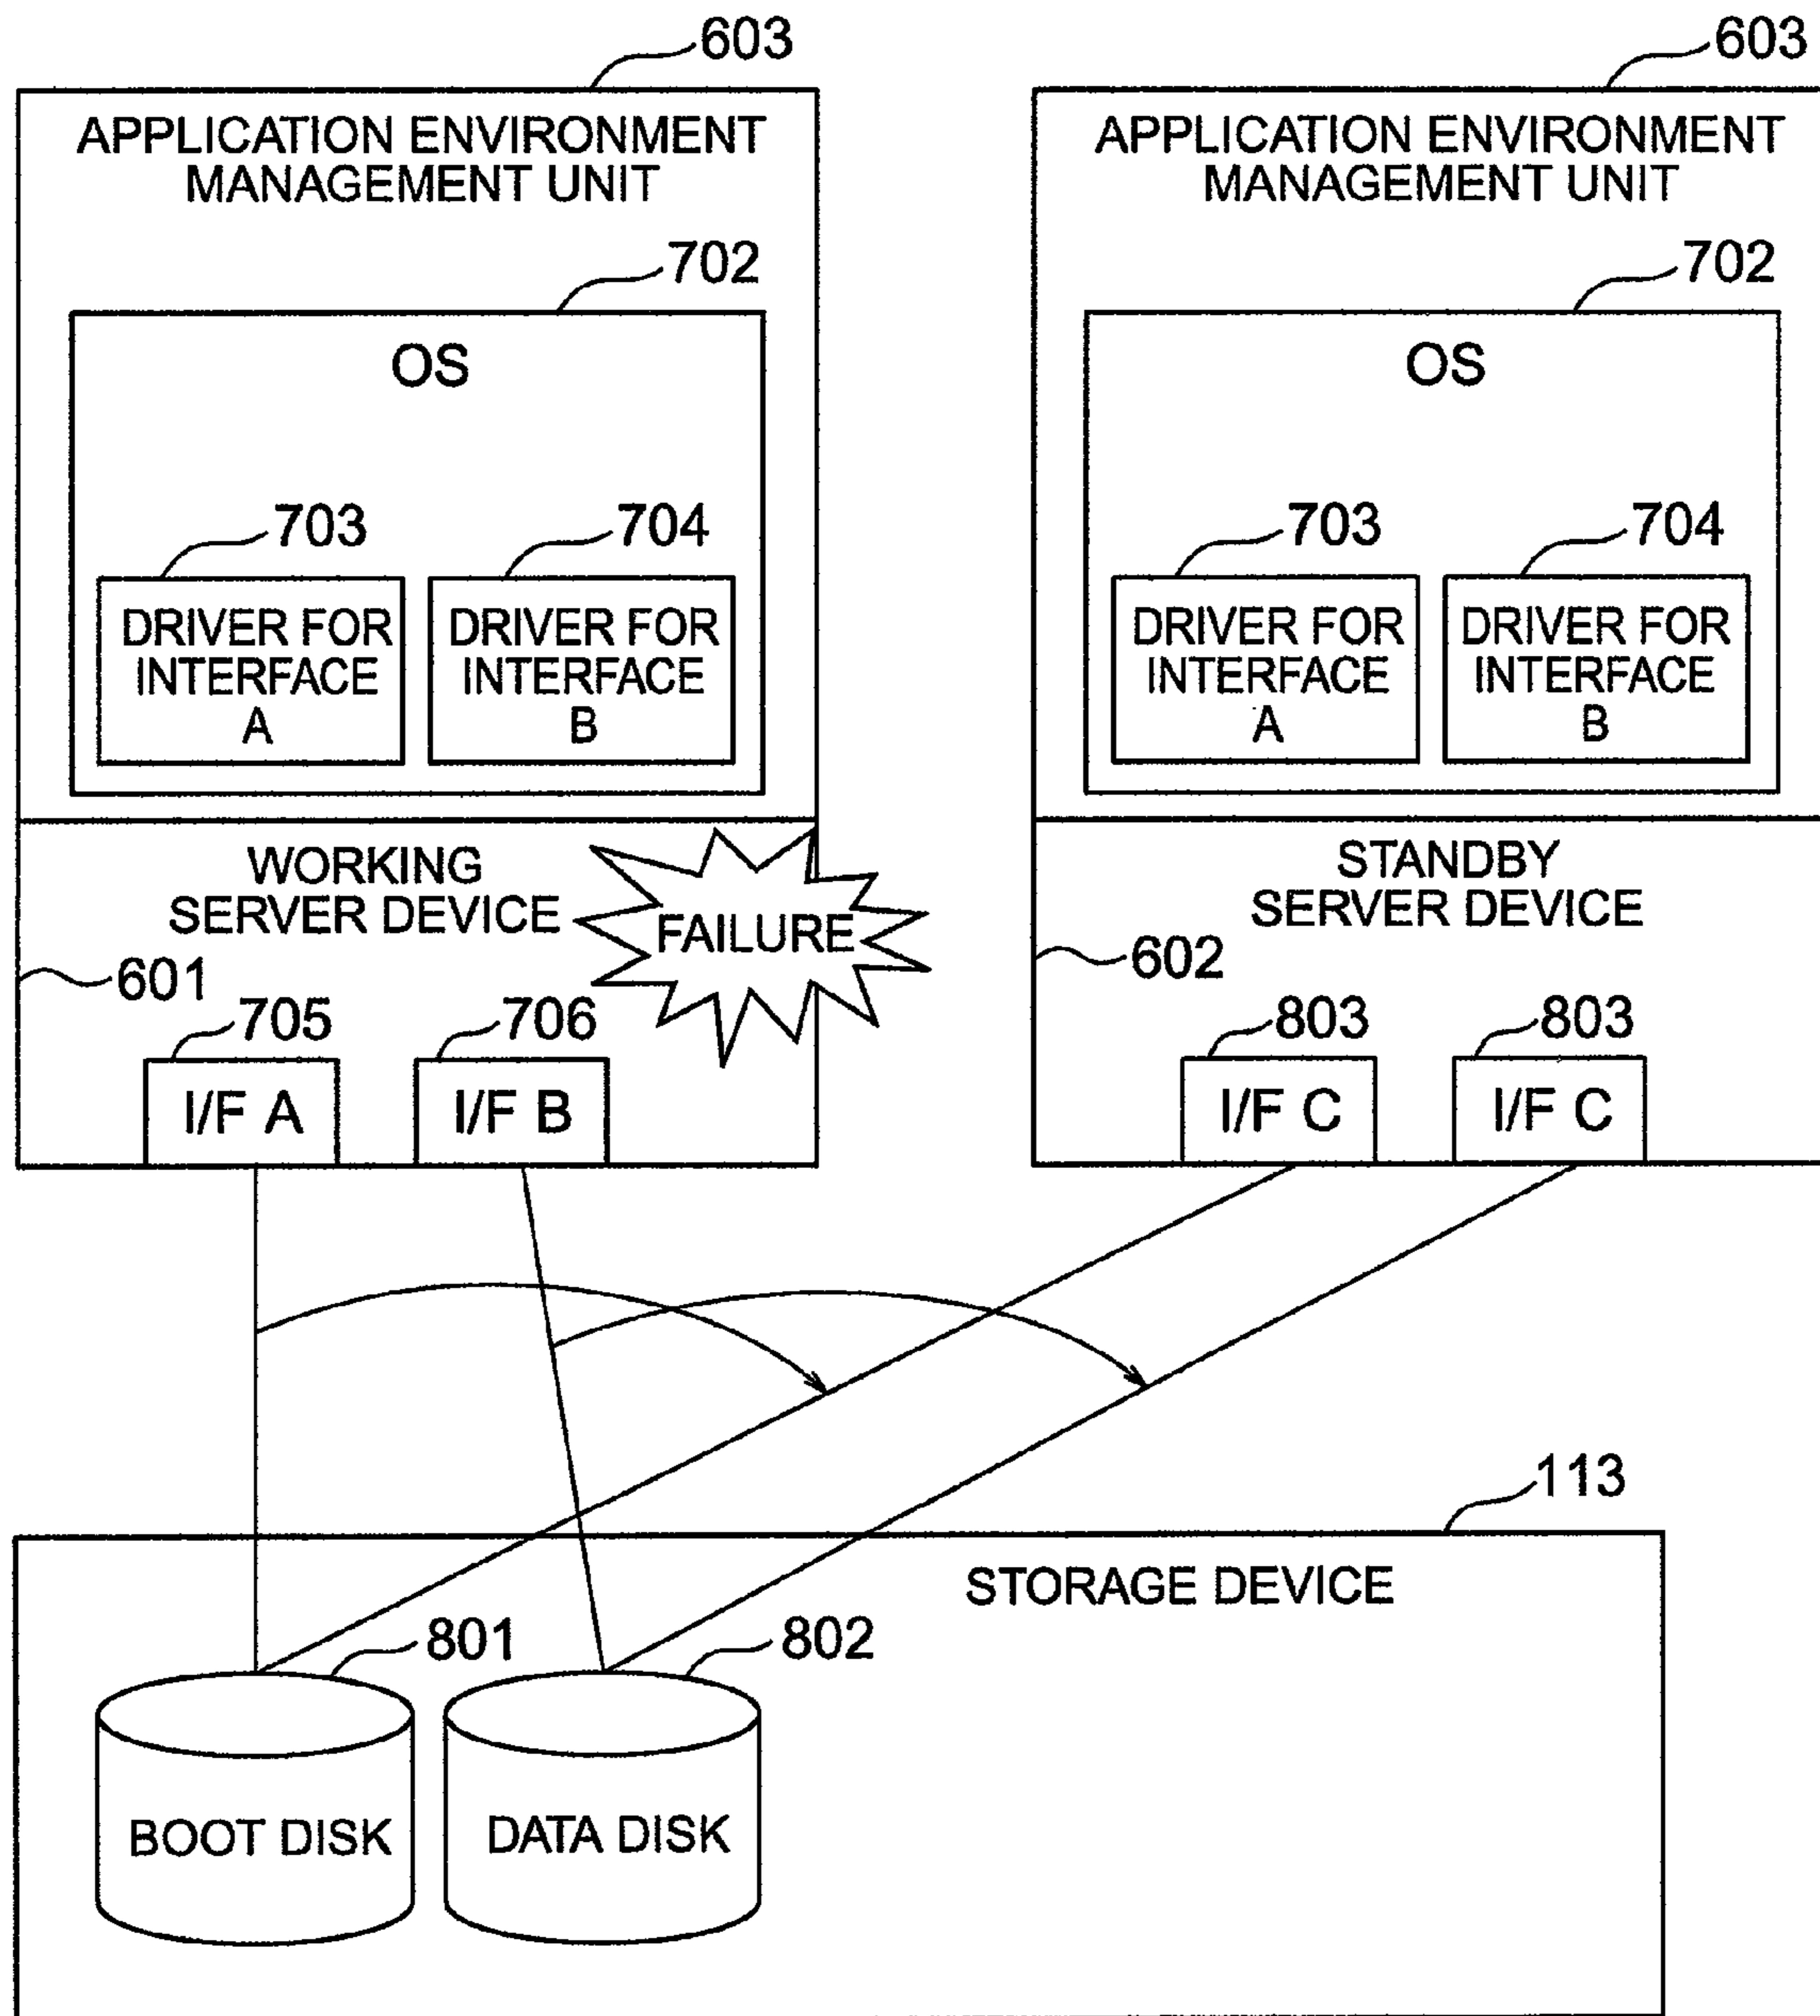 603
APPLICATION ENVIRONMENT
MANAGEMENT UNIT
702
OS
703
704
DRIVER FOR
INTERFACE
A
DRIVER FOR
INTERFACE
B
WORKING
SERVER DEVICE
FAILURE
601
705
706
I/F A
I/F B
603
APPLICATION ENVIRONMENT
MANAGEMENT UNIT
702
OS
703
704
DRIVER FOR
INTERFACE
A
DRIVER FOR
INTERFACE
B
STANDBY
SERVER DEVICE
602
803
803
I/F C
I/F C
113
STORAGE DEVICE
801
802
BOOT DISK
DATA DISK